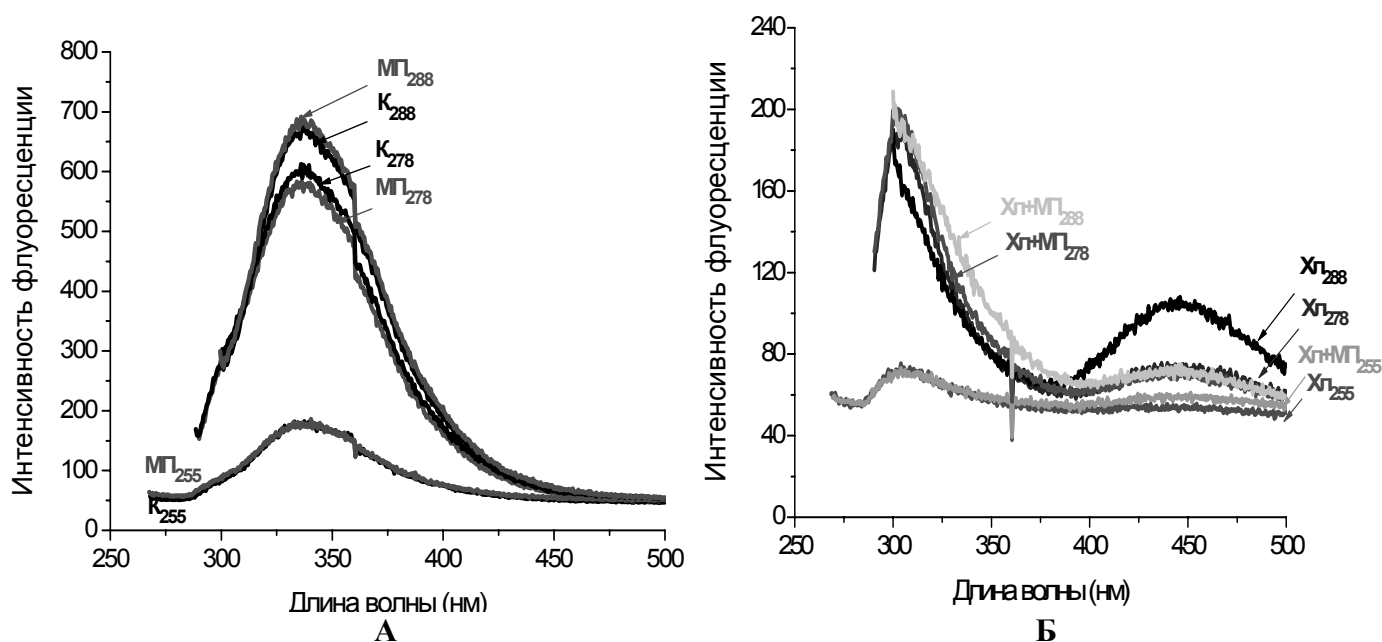 Интенсивность флуоресценции
800
700
600
500
400
300
200
100
0
МП288
К288
К278
МП278
МП255
К255
250
300
350
400
450
500
Длина волны (нм)
А
Интенсивность флуоресценции
240
200
160
120
80
40
0
Хл+МП288
Хл+МП278
Хл288
Хл278
Хл+МП255
Хл255
250
300
350
400
450
500
Длина волны (нм)
Б